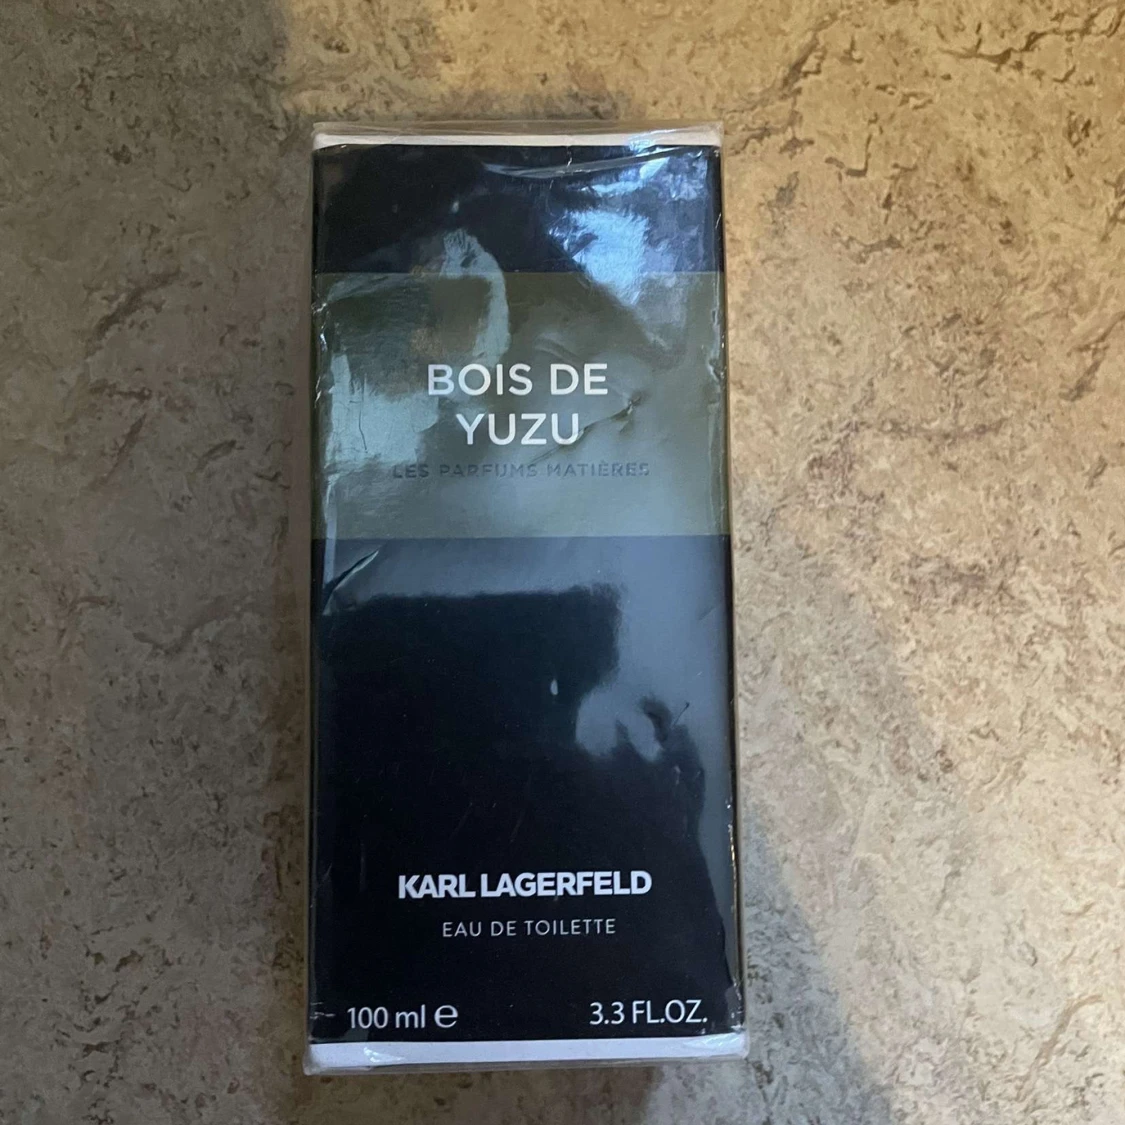 BOIS DE
YUZU
LES PARFUMS MATIÈRES
KARL LAGERFELD
EAU DE TOILETTE
100 ml ℮ 3.3 FL.OZ.